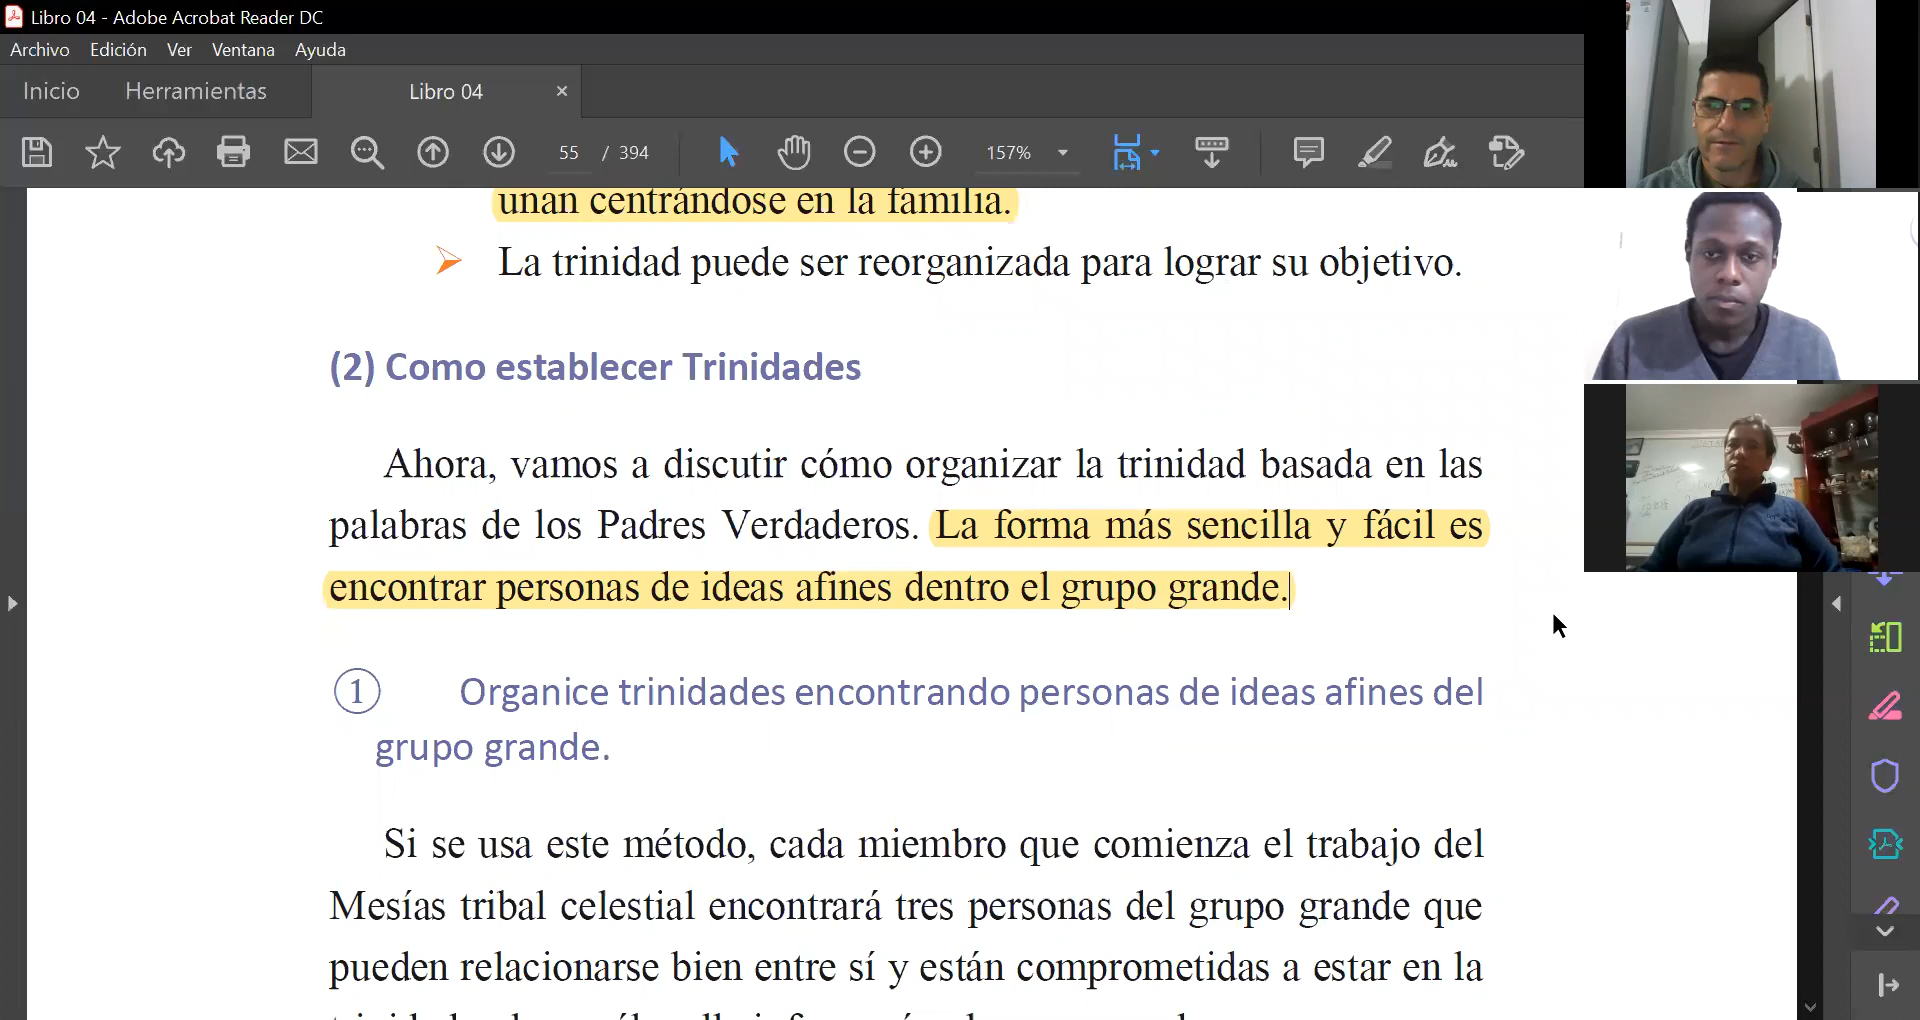 Libro 04 - Adobe Acrobat Reader DC
Archivo Edición Ver Ventana Ayuda
Inicio Herramientas Libro 04 ×
55 / 394 157%
unan centrándose en la familia.
La trinidad puede ser reorganizada para lograr su objetivo.
(2) Como establecer Trinidades
Ahora, vamos a discutir cómo organizar la trinidad basada en las
palabras de los Padres Verdaderos. La forma más sencilla y fácil es
encontrar personas de ideas afines dentro el grupo grande.
① Organice trinidades encontrando personas de ideas afines del
grupo grande.
Si se usa este método, cada miembro que comienza el trabajo del
Mesías tribal celestial encontrará tres personas del grupo grande que
pueden relacionarse bien entre sí y están comprometidas a estar en la